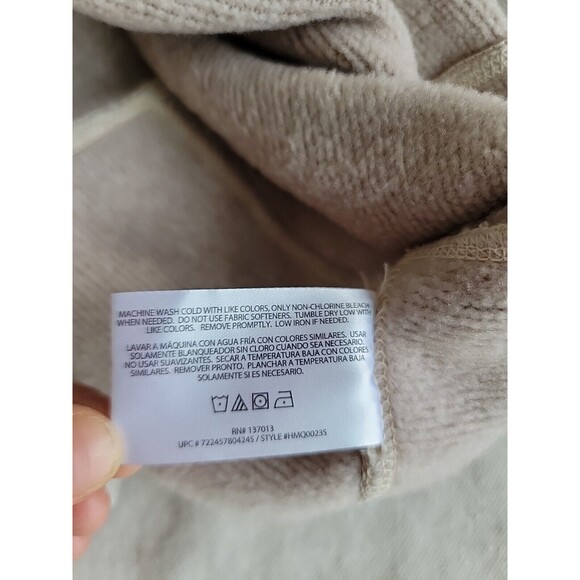 MACHINE WASH COLD WITH LIKE COLORS, ONLY NON-CHLORINE BLEACH
WHEN NEEDED. DO NOT USE FABRIC SOFTENERS. TUMBLE DRY LOW WITH
LIKE COLORS. REMOVE PROMPTLY. LOW IRON IF NEEDED.
LAVAR A MÁQUINA CON AGUA FRÍA CON COLORES SIMILARES. USAR
SOLAMENTE BLANQUEADOR SIN CLORO CUANDO SEA NECESARIO.
NO USAR SUAVIZANTES. SECAR A TEMPERATURA BAJA CON COLORES
SIMILARES. REMOVER PRONTO. PLANCHAR A TEMPERATURA BAJA
SOLAMENTE SI ES NECESARIO.
RN# 137013
UPC # 722457804245 / STYLE #HMQ0023S